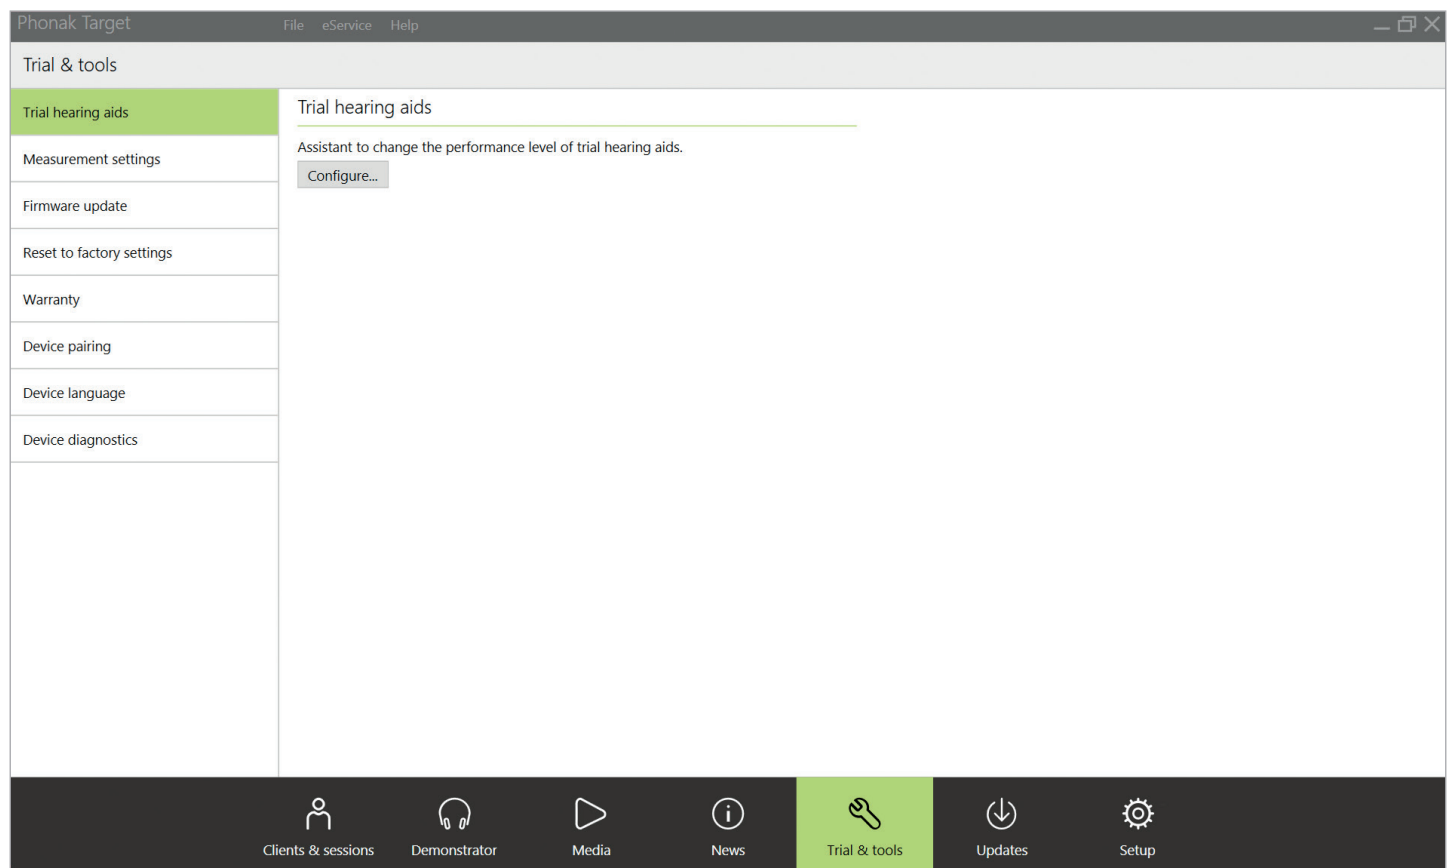 Phonak Target
File eService Help
Trial & tools
Trial hearing aids
Measurement settings
Firmware update
Reset to factory settings
Warranty
Device pairing
Device language
Device diagnostics
Trial hearing aids
Assistant to change the performance level of trial hearing aids.
Configure...
Clients & sessions Demonstrator Media News Trial & tools Updates Setup